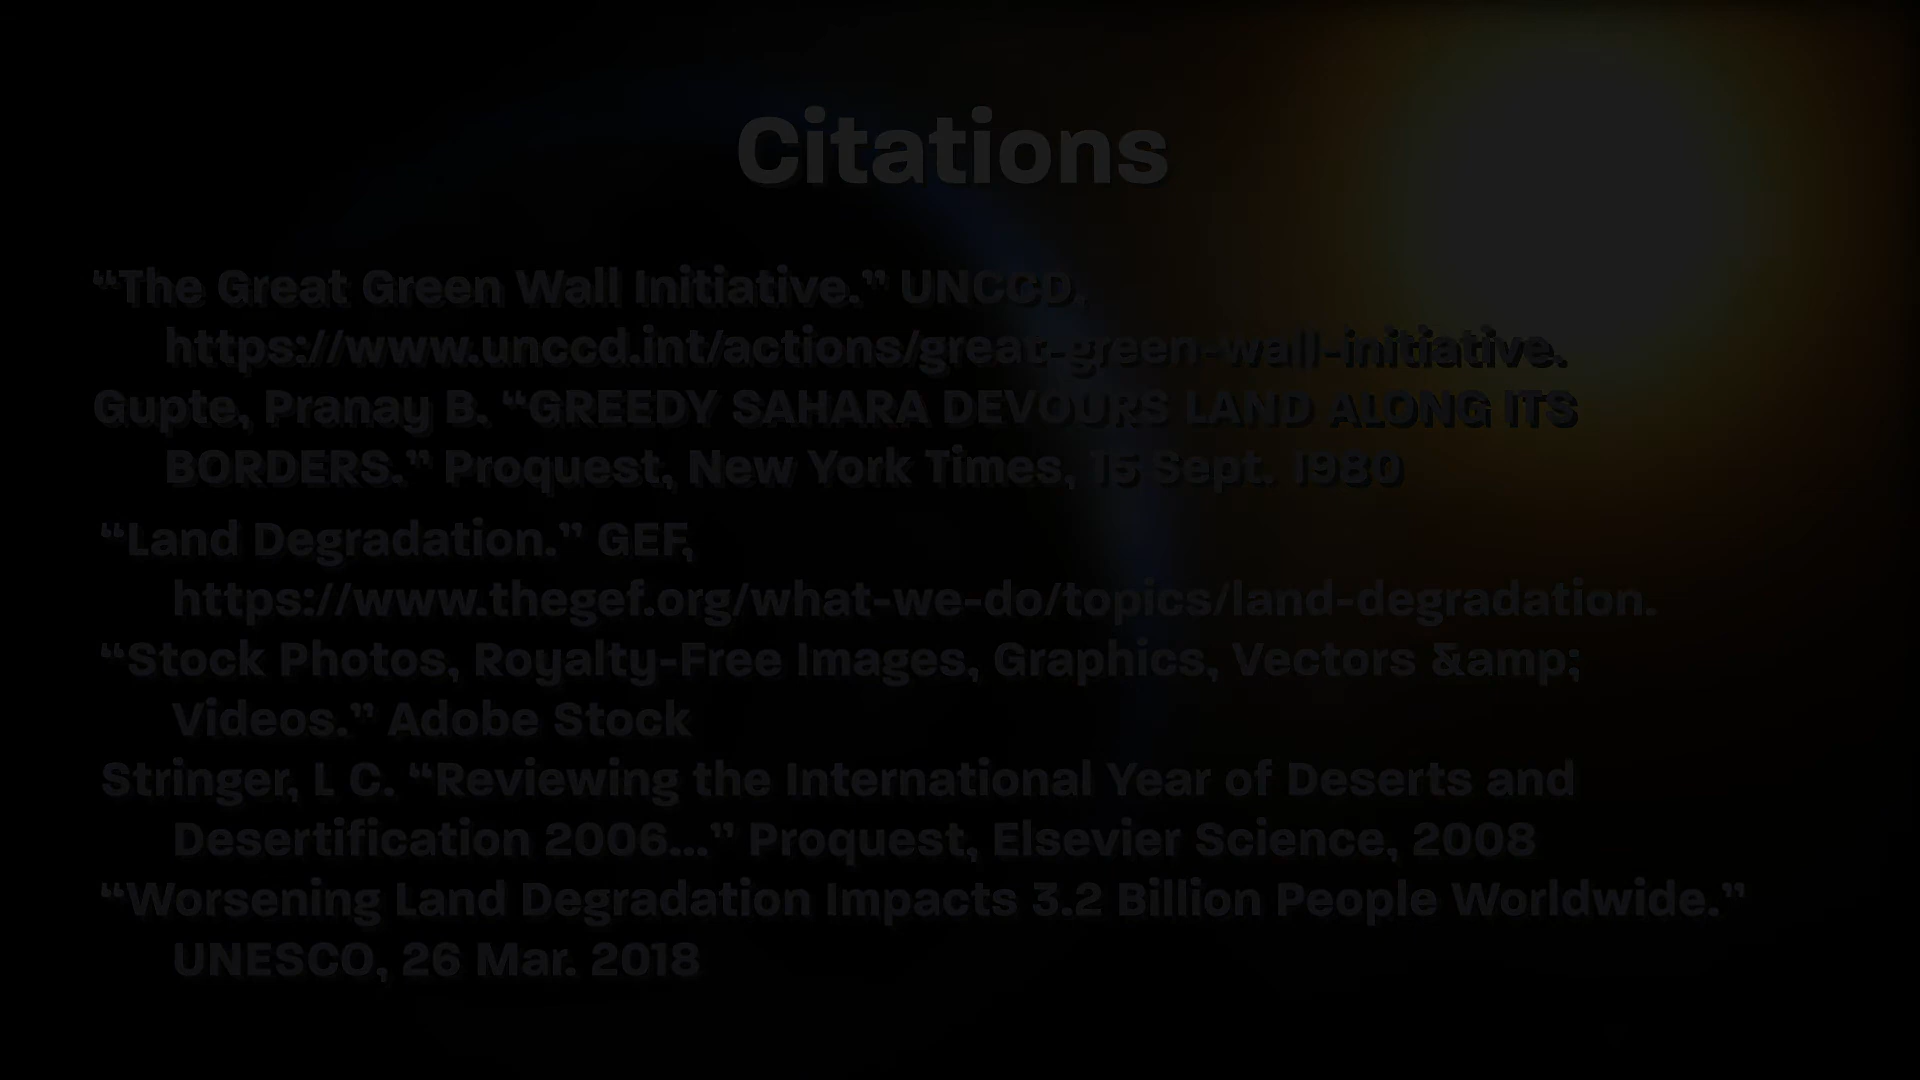 Citations
“The Great Green Wall Initiative.” UNCCD,
https://www.unccd.int/actions/great-green-wall-initiative.
Gupte, Pranay B. “GREEDY SAHARA DEVOURS LAND ALONG ITS
BORDERS.” Proquest, New York Times, 15 Sept. 1980
“Land Degradation.” GEF,
https://www.thegef.org/what-we-do/topics/land-degradation.
“Stock Photos, Royalty-Free Images, Graphics, Vectors &amp;
Videos.” Adobe Stock
Stringer, L C. “Reviewing the International Year of Deserts and
Desertification 2006...” Proquest, Elsevier Science, 2008
“Worsening Land Degradation Impacts 3.2 Billion People Worldwide.”
UNESCO, 26 Mar. 2018